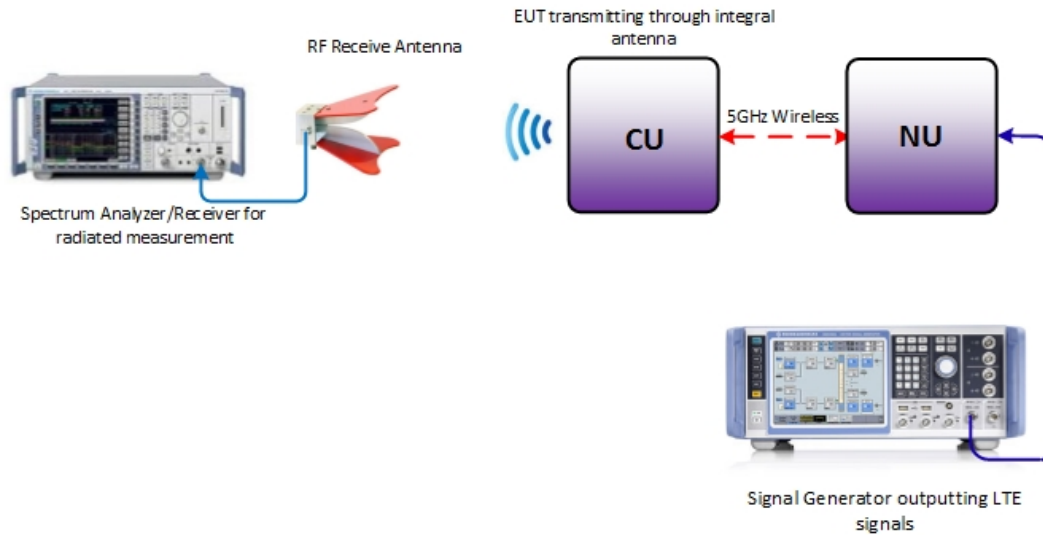 EUT transmitting through integral
antenna
RF Receive Antenna
CU
5GHz Wireless
NU
Spectrum Analyzer/Receiver for
radiated measurement
Signal Generator outputting LTE
signals